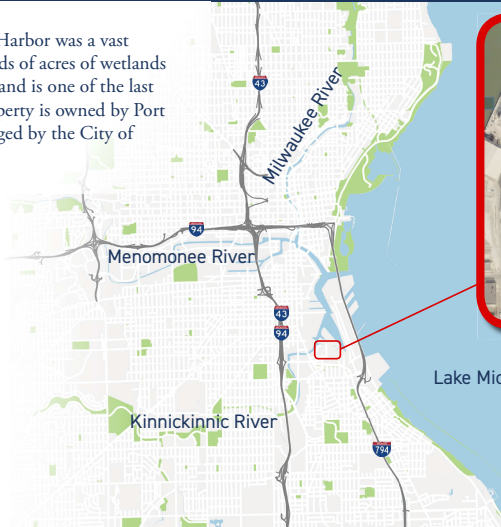 Harbor was a vast
ds of acres of wetlands
and is one of the last
perty is owned by Port
ged by the City of
43
Milwaukee River
94
Menomonee River
43
94
Lake Mic
Kinnickinnic River
794